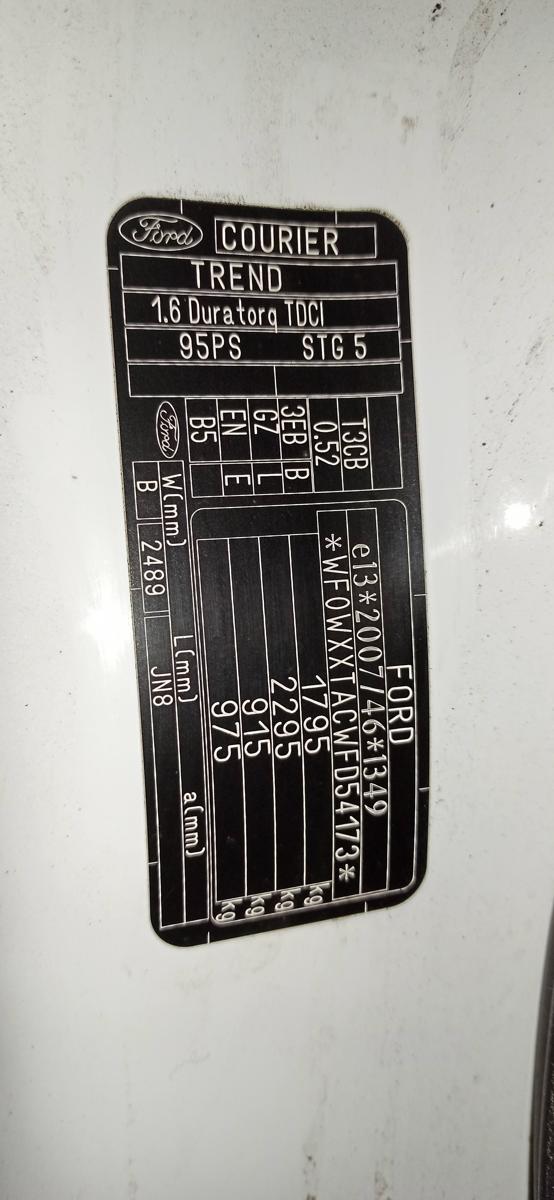 Ford COURIER
TREND
1.6 Duratorq TDCI
95PS STG 5
FORD
e13*2007/46*1349
*WF0WXXTACWFD54173*
1795 kg
2295 kg
915 kg
975 kg
T3CB
0.52
3EB B
GZ L
EN E
B5
Ford
W(mm) L(mm) a(mm)
B 2489 JN8